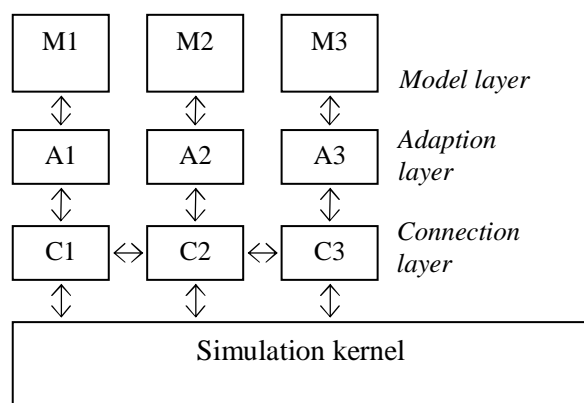 M1 M2 M3
Model layer
A1 A2 A3
Adaption
layer
C1 C2 C3
Connection
layer
Simulation kernel